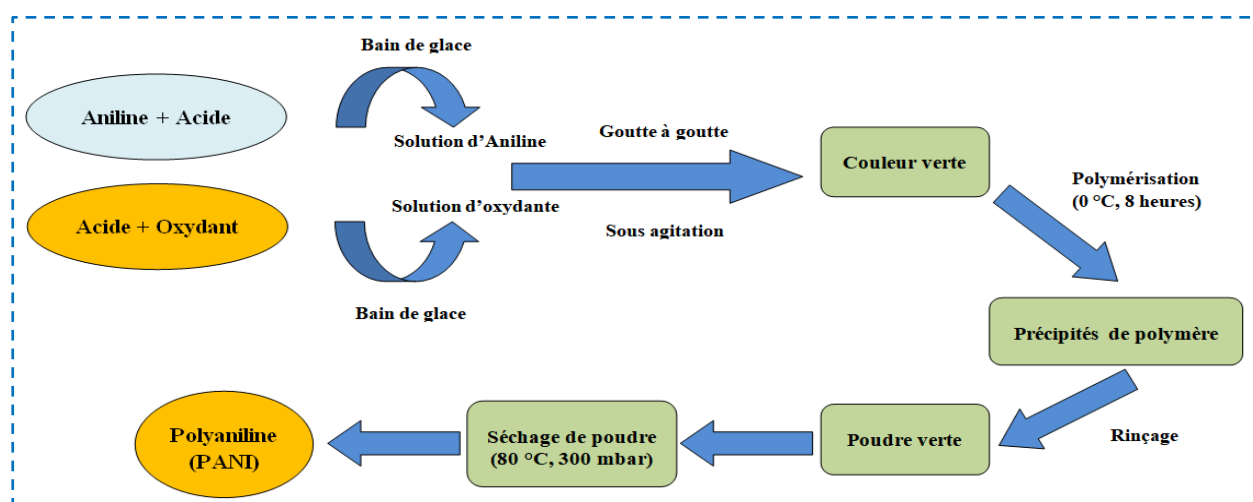 Bain de glace
Aniline + Acide
Solution d’Aniline
Goutte à goutte
Couleur verte
Polymérisation
(0 °C, 8 heures)
Acide + Oxydant
Solution d’oxydante
Sous agitation
Bain de glace
Précipités de polymère
Rinçage
Poudre verte
Séchage de poudre
(80 °C, 300 mbar)
Polyaniline
(PANI)